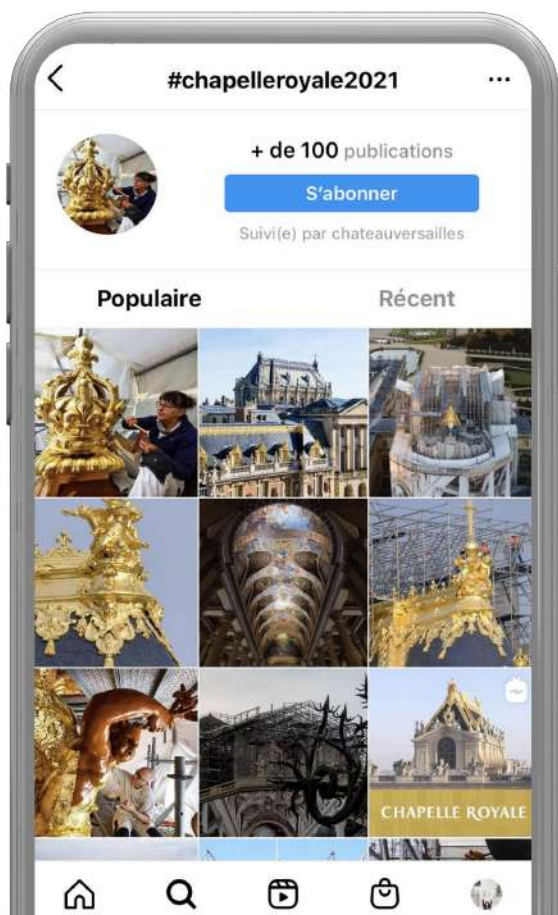 #chapelleroyale2021
+ de 100 publications
S'abonner
Suivi(e) par chateauversailles
Populaire
Récent
CHAPELLE ROYALE